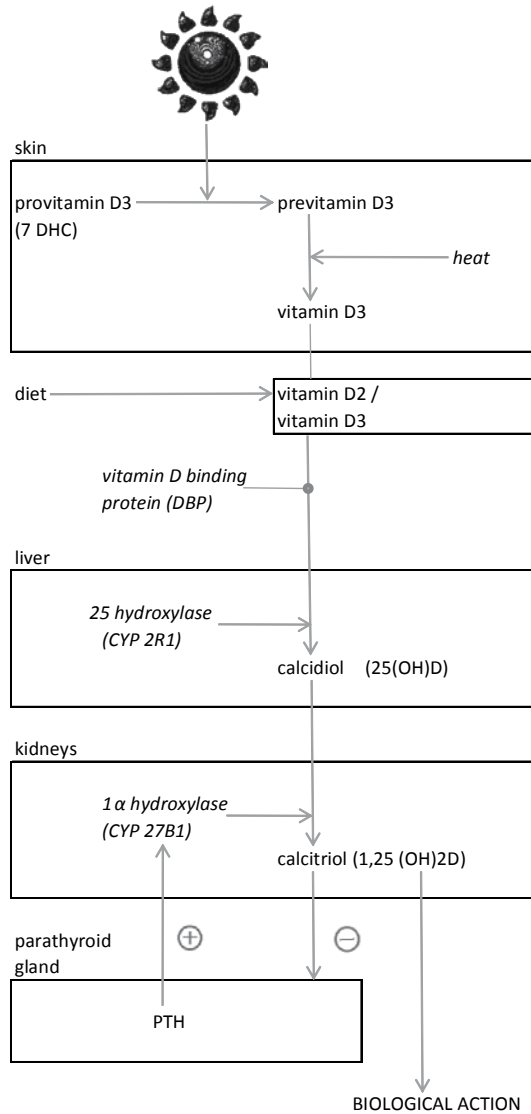 skin
provitamin D3
(7 DHC)
previtamin D3
heat
vitamin D3
diet
vitamin D2 /
vitamin D3
vitamin D binding
protein (DBP)
liver
25 hydroxylase
(CYP 2R1)
calcidiol (25(OH)D)
kidneys
1α hydroxylase
(CYP 27B1)
calcitriol (1,25 (OH)2D)
+
−
parathyroid
gland
PTH
BIOLOGICAL ACTION